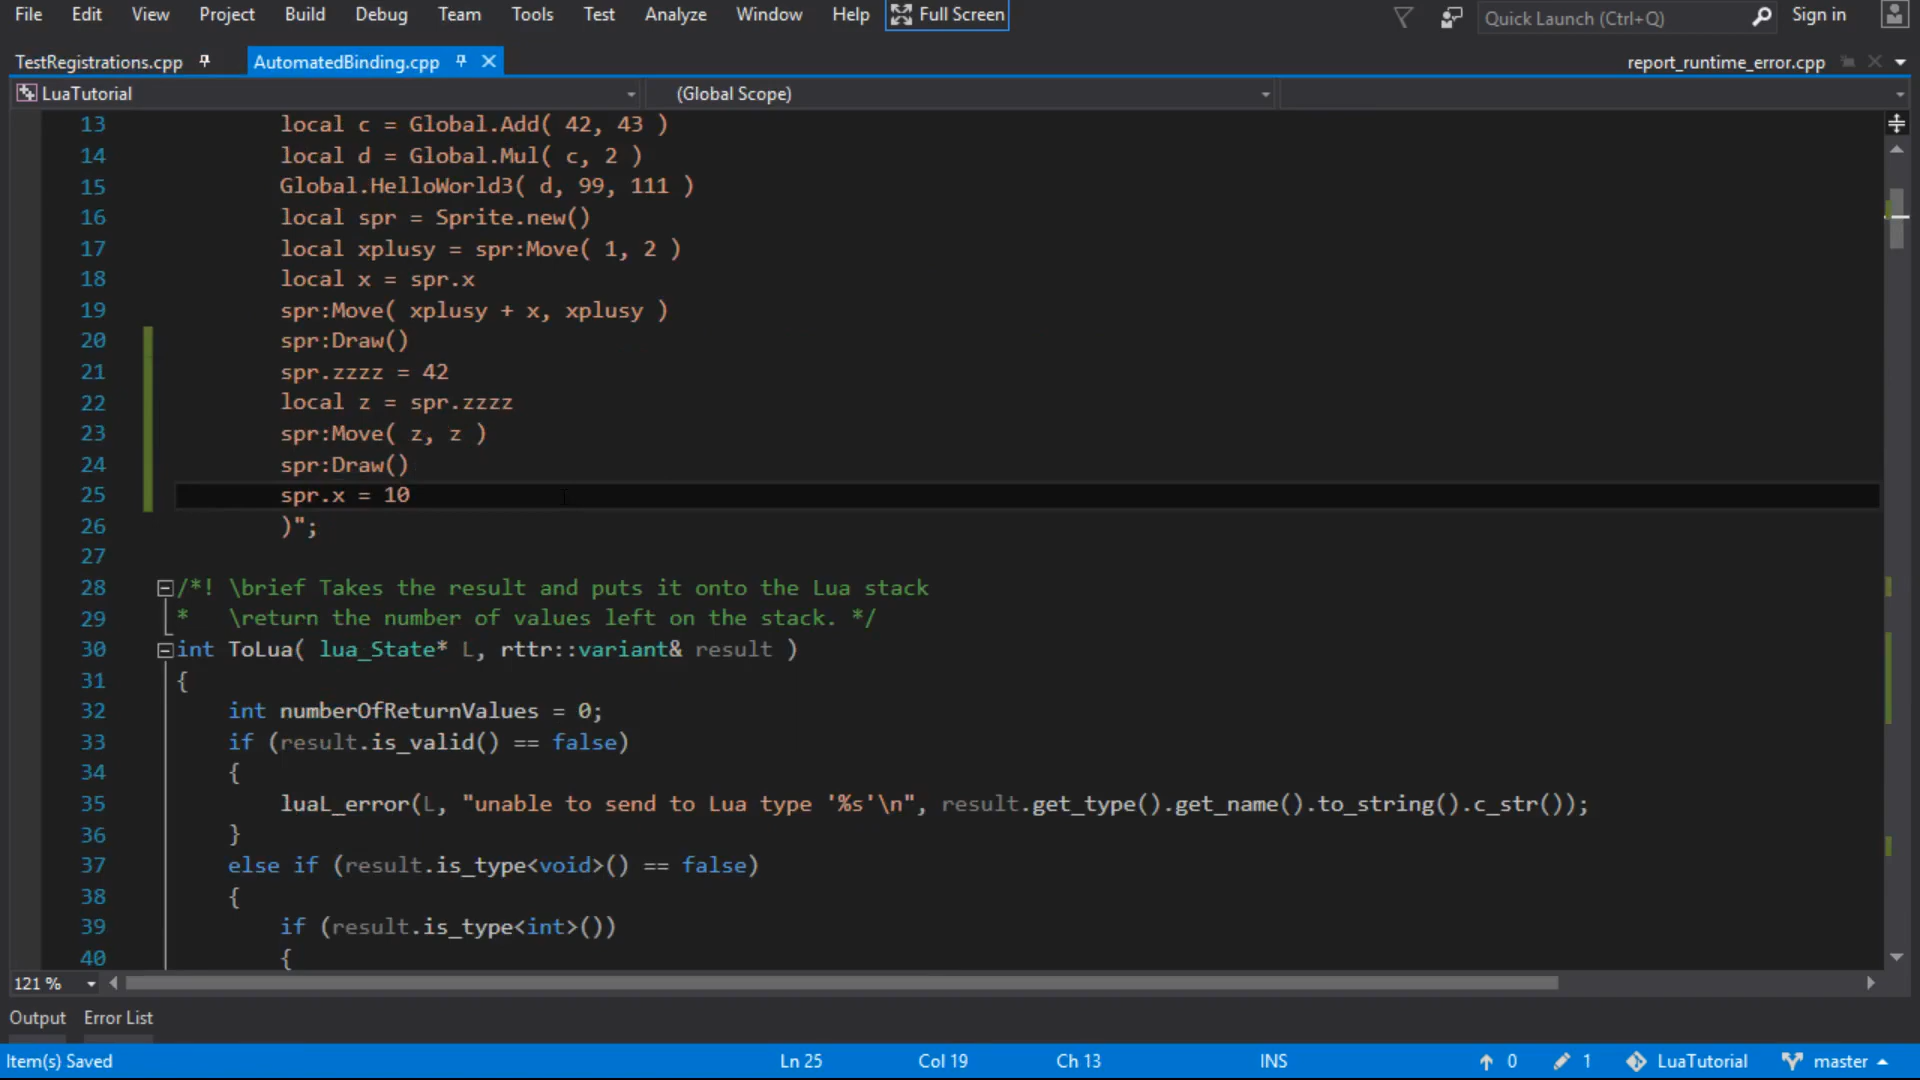 File Edit View Project Build Debug Team Tools Test Analyze Window Help Full Screen Quick Launch (Ctrl+Q) Sign in
TestRegistrations.cpp AutomatedBinding.cpp report_runtime_error.cpp
LuaTutorial (Global Scope)
13 local c = Global.Add( 42, 43 )
14 local d = Global.Mul( c, 2 )
15 Global.HelloWorld3( d, 99, 111 )
16 local spr = Sprite.new()
17 local xplusy = spr:Move( 1, 2 )
18 local x = spr.x
19 spr:Move( xplusy + x, xplusy )
20 spr:Draw()
21 spr.zzzz = 42
22 local z = spr.zzzz
23 spr:Move( z, z )
24 spr:Draw()
25 spr.x = 10
26 )";
27
28 /*! \brief Takes the result and puts it onto the Lua stack
29 * \return the number of values left on the stack. */
30 int ToLua( lua_State* L, rttr::variant& result )
31 {
32 int numberOfReturnValues = 0;
33 if (result.is_valid() == false)
34 {
35 luaL_error(L, "unable to send to Lua type '%s'\n", result.get_type().get_name().to_string().c_str());
36 }
37 else if (result.is_type<void>() == false)
38 {
39 if (result.is_type<int>())
40 {
121 %
Output Error List
Item(s) Saved Ln 25 Col 19 Ch 13 INS 0 1 LuaTutorial master